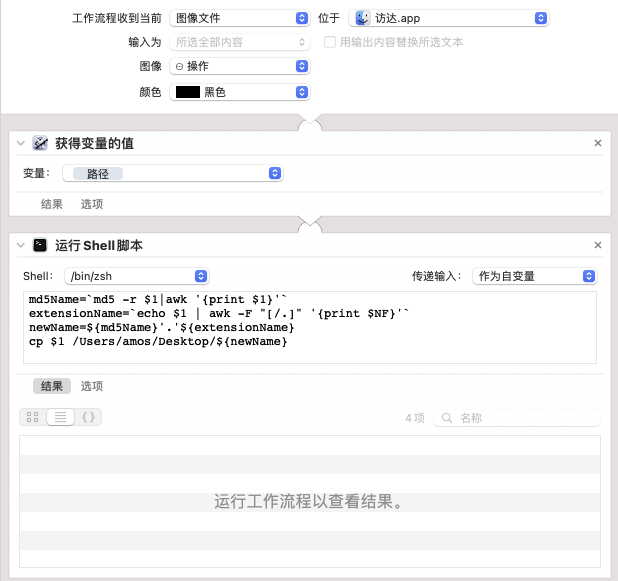 工作流程收到当前 图像文件 位于 访达.app
输入为 所选全部内容 用输出内容替换所选文本
图像 操作
颜色 黑色
获得变量的值
变量： 路径
结果 选项
运行 Shell 脚本
Shell： /bin/zsh 传递输入： 作为自变量
md5Name=`md5 -r $1|awk '{print $1}'`
extensionName=`echo $1 | awk -F "[/.]" '{print $NF}'`
newName=${md5Name}'.'${extensionName}
cp $1 /Users/amos/Desktop/${newName}
结果 选项
{} 4 项 名称
运行工作流程以查看结果。